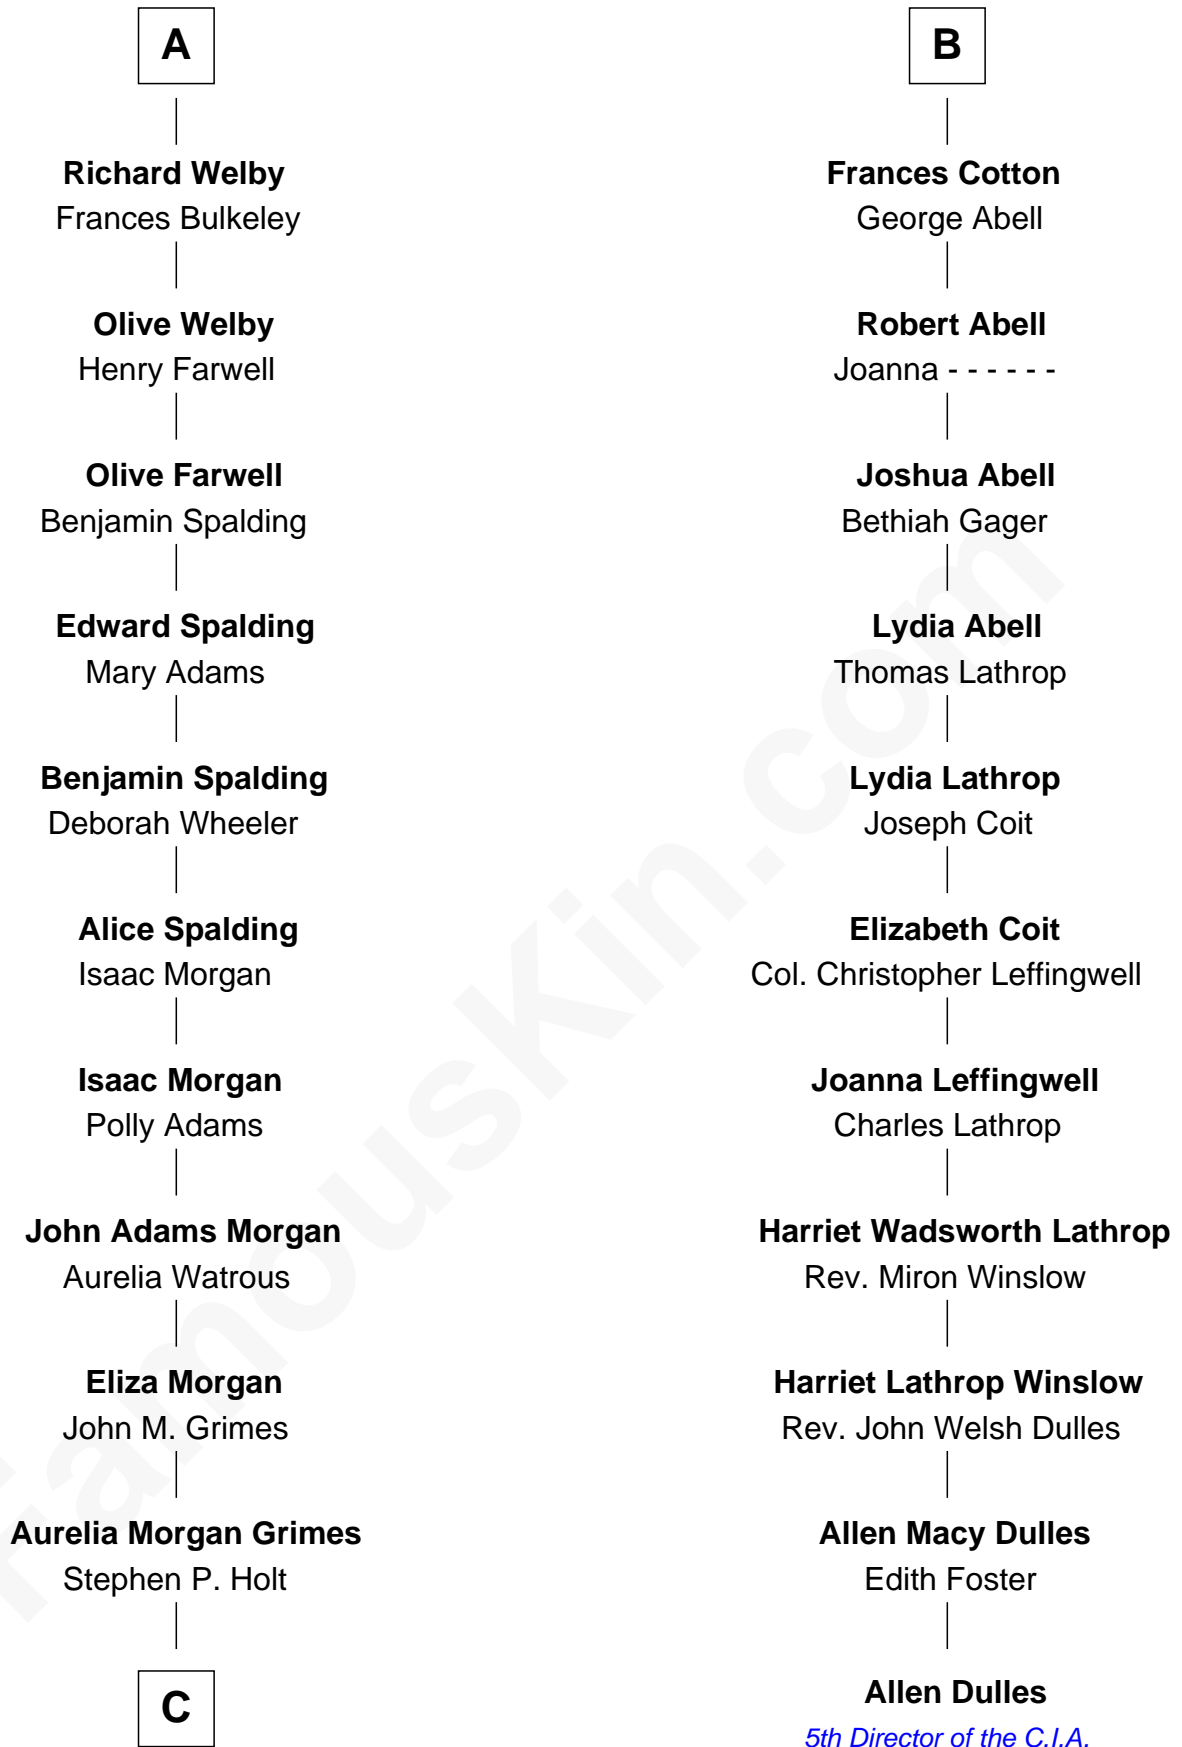 A
Richard Welby
Frances Bulkeley
Olive Welby
Henry Farwell
Olive Farwell
Benjamin Spalding
Edward Spalding
Mary Adams
Benjamin Spalding
Deborah Wheeler
Alice Spalding
Isaac Morgan
Isaac Morgan
Polly Adams
John Adams Morgan
Aurelia Watrous
Eliza Morgan
John M. Grimes
Aurelia Morgan Grimes
Stephen P. Holt
C
B
Frances Cotton
George Abell
Robert Abell
Joanna - - - - - -
Joshua Abell
Bethiah Gager
Lydia Abell
Thomas Lathrop
Lydia Lathrop
Joseph Coit
Elizabeth Coit
Col. Christopher Leffingwell
Joanna Leffingwell
Charles Lathrop
Harriet Wadsworth Lathrop
Rev. Miron Winslow
Harriet Lathrop Winslow
Rev. John Welsh Dulles
Allen Macy Dulles
Edith Foster
Allen Dulles
5th Director of the C.I.A.
FamousKin.com